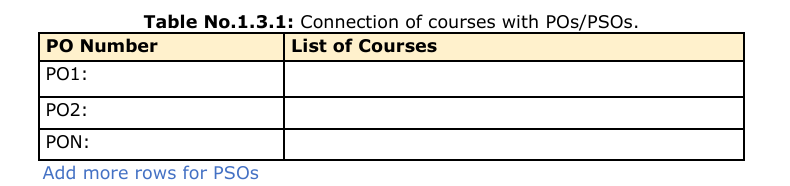 Table No.1.3.1: Connection of courses with POs/PSOs.
PO Number List of Courses
PO1:
PO2:
PON:
Add more rows for PSOs